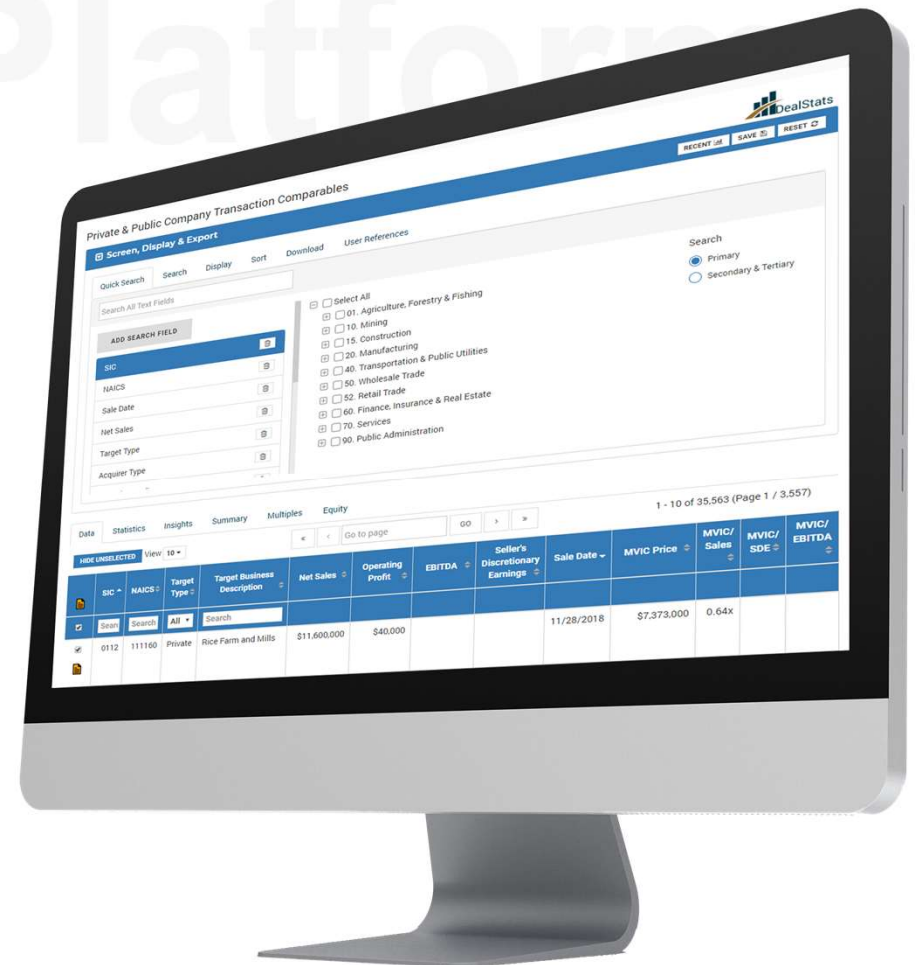 Platform
DealStats
RECENT SAVE RESET
Private & Public Company Transaction Comparables
Screen, Display & Export
Quick Search Search Display Sort Download User References
Search All Text Fields
ADD SEARCH FIELD
SIC
NAICS
Sale Date
Net Sales
Target Type
Acquirer Type
Select All
01. Agriculture, Forestry & Fishing
10. Mining
15. Construction
20. Manufacturing
40. Transportation & Public Utilities
50. Wholesale Trade
52. Retail Trade
60. Finance, Insurance & Real Estate
70. Services
90. Public Administration
Search
Primary
Secondary & Tertiary
Data Statistics Insights Summary Multiples Equity
HIDE UNSELECTED View 10 « ‹ Go to page GO › » 1 - 10 of 35,563 (Page 1 / 3,557)
SIC NAICS Target Type Target Business Description Net Sales Operating Profit EBITDA Seller's Discretionary Earnings Sale Date MVIC Price MVIC/Sales MVIC/SDE MVIC/EBITDA
Sear Search All Search
0112 111160 Private Rice Farm and Mills $11,600,000 $40,000 11/28/2018 $7,373,000 0.64x